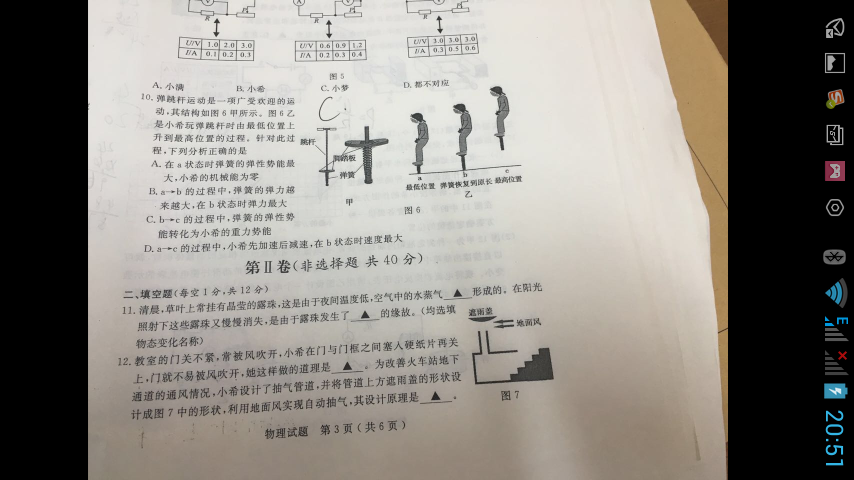 R
A
V
R
P
R
P
U/V 1.0 2.0 3.0
I/A 0.1 0.2 0.3
U/V 0.6 0.9 1.2
I/A 0.2 0.3 0.4
U/V 3.0 3.0 3.0
I/A 0.3 0.5 0.6
图 5
A. 小满 B. 小希 C. 小梦 D. 都不对应
C.
10. 弹跳杆运动是一项广受欢迎的运
动,其结构如图 6 甲所示。图 6 乙
是小希玩弹跳杆时由最低位置上
升到最高位置的过程。针对此过
程,下列分析正确的是
A. 在 a 状态时弹簧的弹性势能最
大,小希的机械能为零
B. a→b 的过程中,弹簧的弹力越
来越大,在 b 状态时弹力最大
C. b→c 的过程中,弹簧的弹性势
能转化为小希的重力势能
D. a→c 的过程中,小希先加速后减速,在 b 状态时速度最大
跳杆
脚踏板
弹簧
甲
a b c
最低位置 弹簧恢复到原长 最高位置
乙
图 6
第Ⅱ卷(非选择题 共 40 分)
二、填空题(每空 1 分,共 12 分)
11. 清晨,草叶上常挂有晶莹的露珠,这是由于夜间温度低,空气中的水蒸气 ▲ 形成的。在阳光
照射下这些露珠又慢慢消失,是由于露珠发生了 ▲ 的缘故。(均选填
物态变化名称)
12. 教室的门关不紧,常被风吹开,小希在门与门框之间塞入硬纸片再关
上,门就不易被风吹开,她这样做的道理是 ▲ 。为改善火车站地下
通道的通风情况,小希设计了抽气管道,并将管道上方遮雨盖的形状设
计成图 7 中的形状,利用地面风实现自动抽气,其设计原理是 ▲ 。
遮雨盖
地面风
图 7
物理试题 第 3 页(共 6 页)
E
20:51